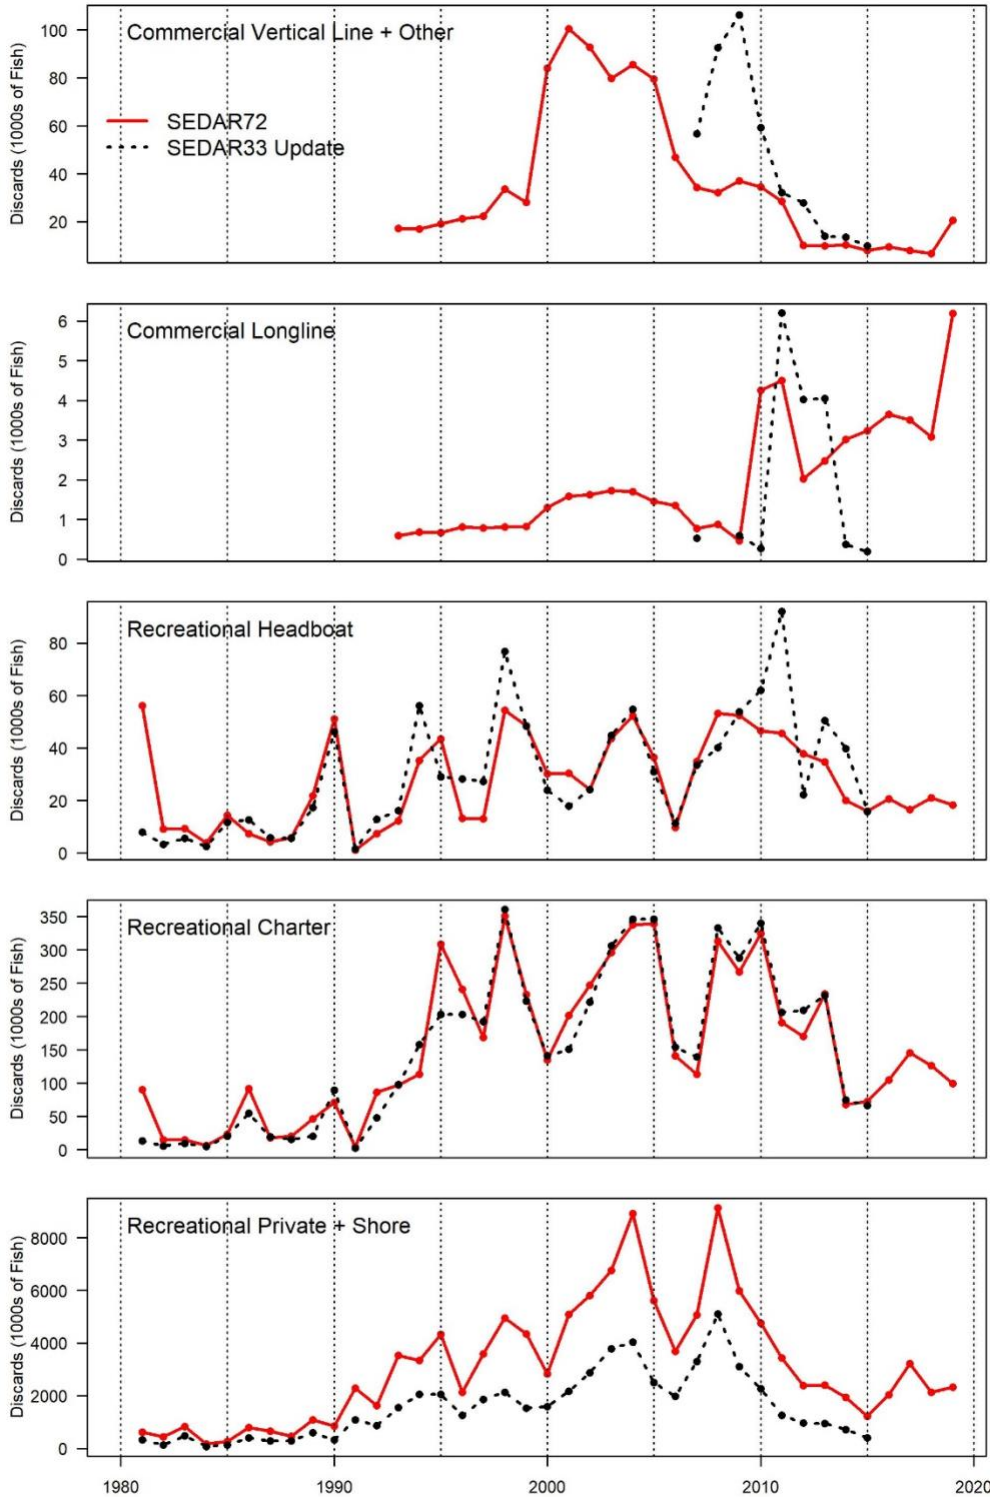 Commercial Vertical Line + Other
SEDAR72
SEDAR33 Update
Discards (1000s of Fish)
100
80
60
40
20
Commercial Longline
Discards (1000s of Fish)
6
5
4
3
2
1
0
Recreational Headboat
Discards (1000s of Fish)
80
60
40
20
0
Recreational Charter
Discards (1000s of Fish)
350
300
250
200
150
100
50
0
Recreational Private + Shore
Discards (1000s of Fish)
8000
6000
4000
2000
0
1980 1990 2000 2010 2020